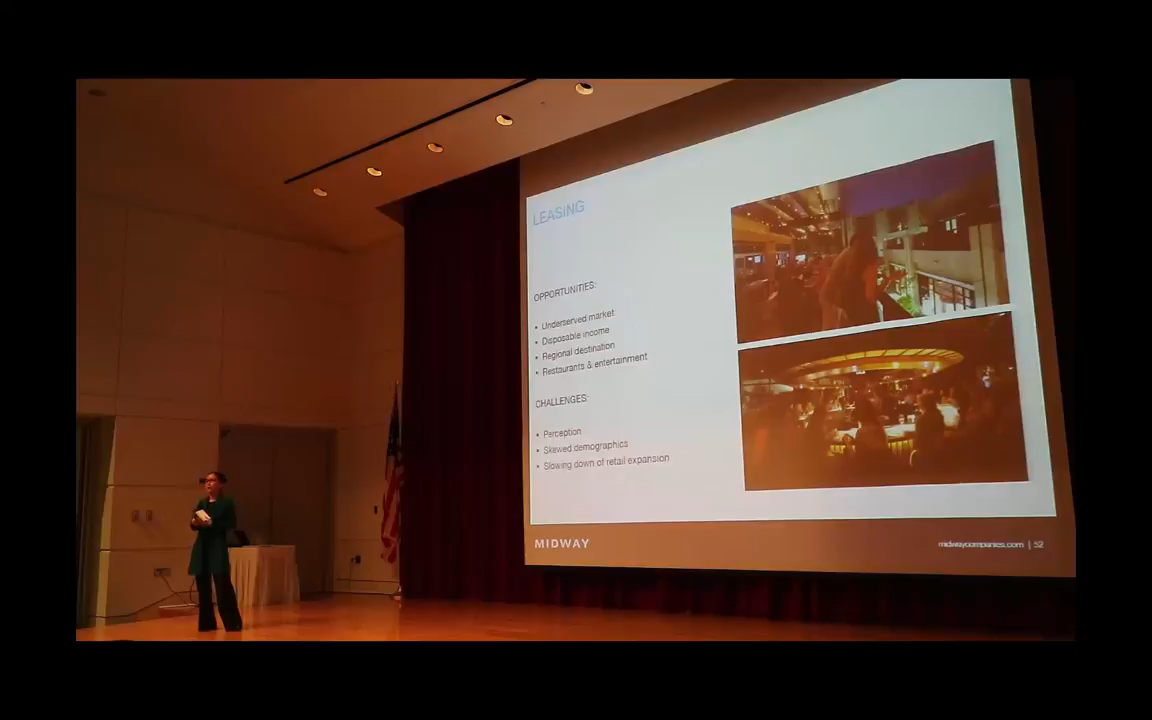 LEASING
OPPORTUNITIES:
• Underserved market
• Disposable income
• Regional destination
• Restaurants & entertainment
CHALLENGES:
• Perception
• Skewed demographics
• Slowing down of retail expansion
MIDWAY
midwaycompanies.com | 52